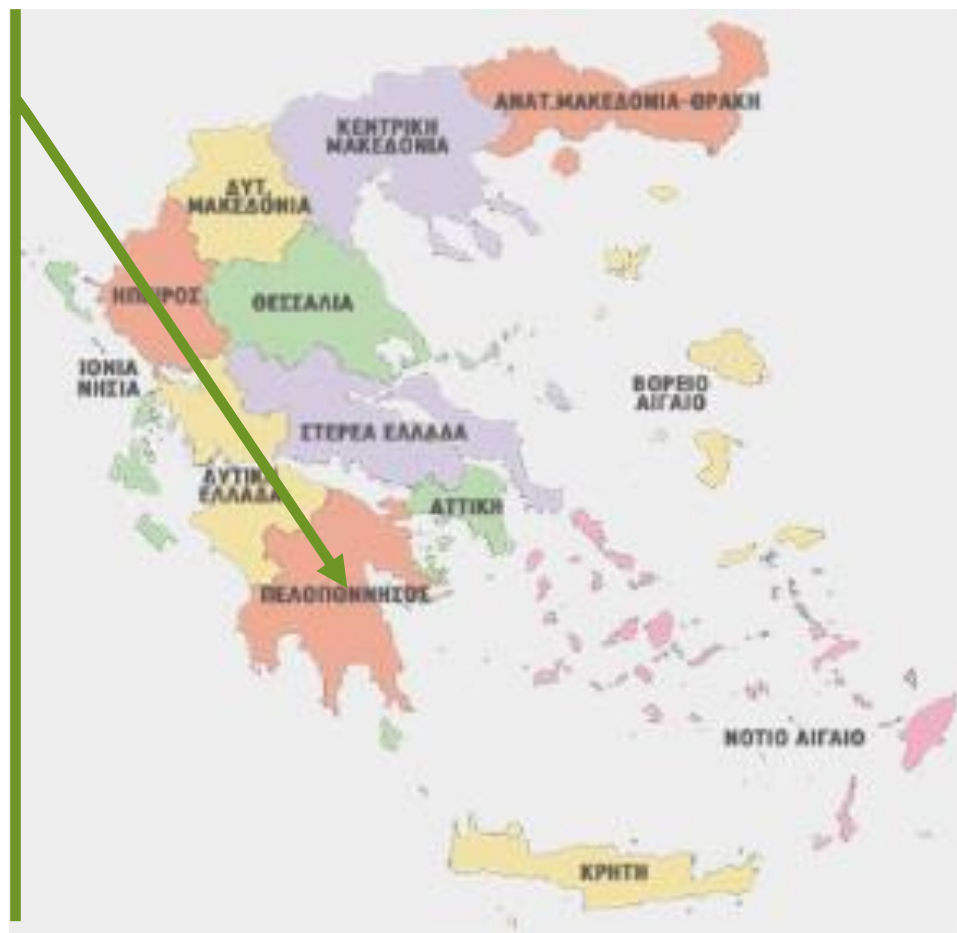 ΑΝΑΤ.ΜΑΚΕΔΟΝΙΑ-ΘΡΑΚΗ
ΚΕΝΤΡΙΚΗ
ΜΑΚΕΔΟΝΙΑ
ΔΥΤ.
ΜΑΚΕΔΟΝΙΑ
ΗΠΕΙΡΟΣ
ΘΕΣΣΑΛΙΑ
ΙΟΝΙΑ
ΝΗΣΙΑ
ΒΟΡΕΙΟ
ΑΙΓΑΙΟ
ΣΤΕΡΕΑ ΕΛΛΑΔΑ
ΔΥΤΙΚΗ
ΕΛΛΑΔΑ
ΑΤΤΙΚΗ
ΠΕΛΟΠΟΝΝΗΣΟΣ
ΝΟΤΙΟ ΑΙΓΑΙΟ
ΚΡΗΤΗ